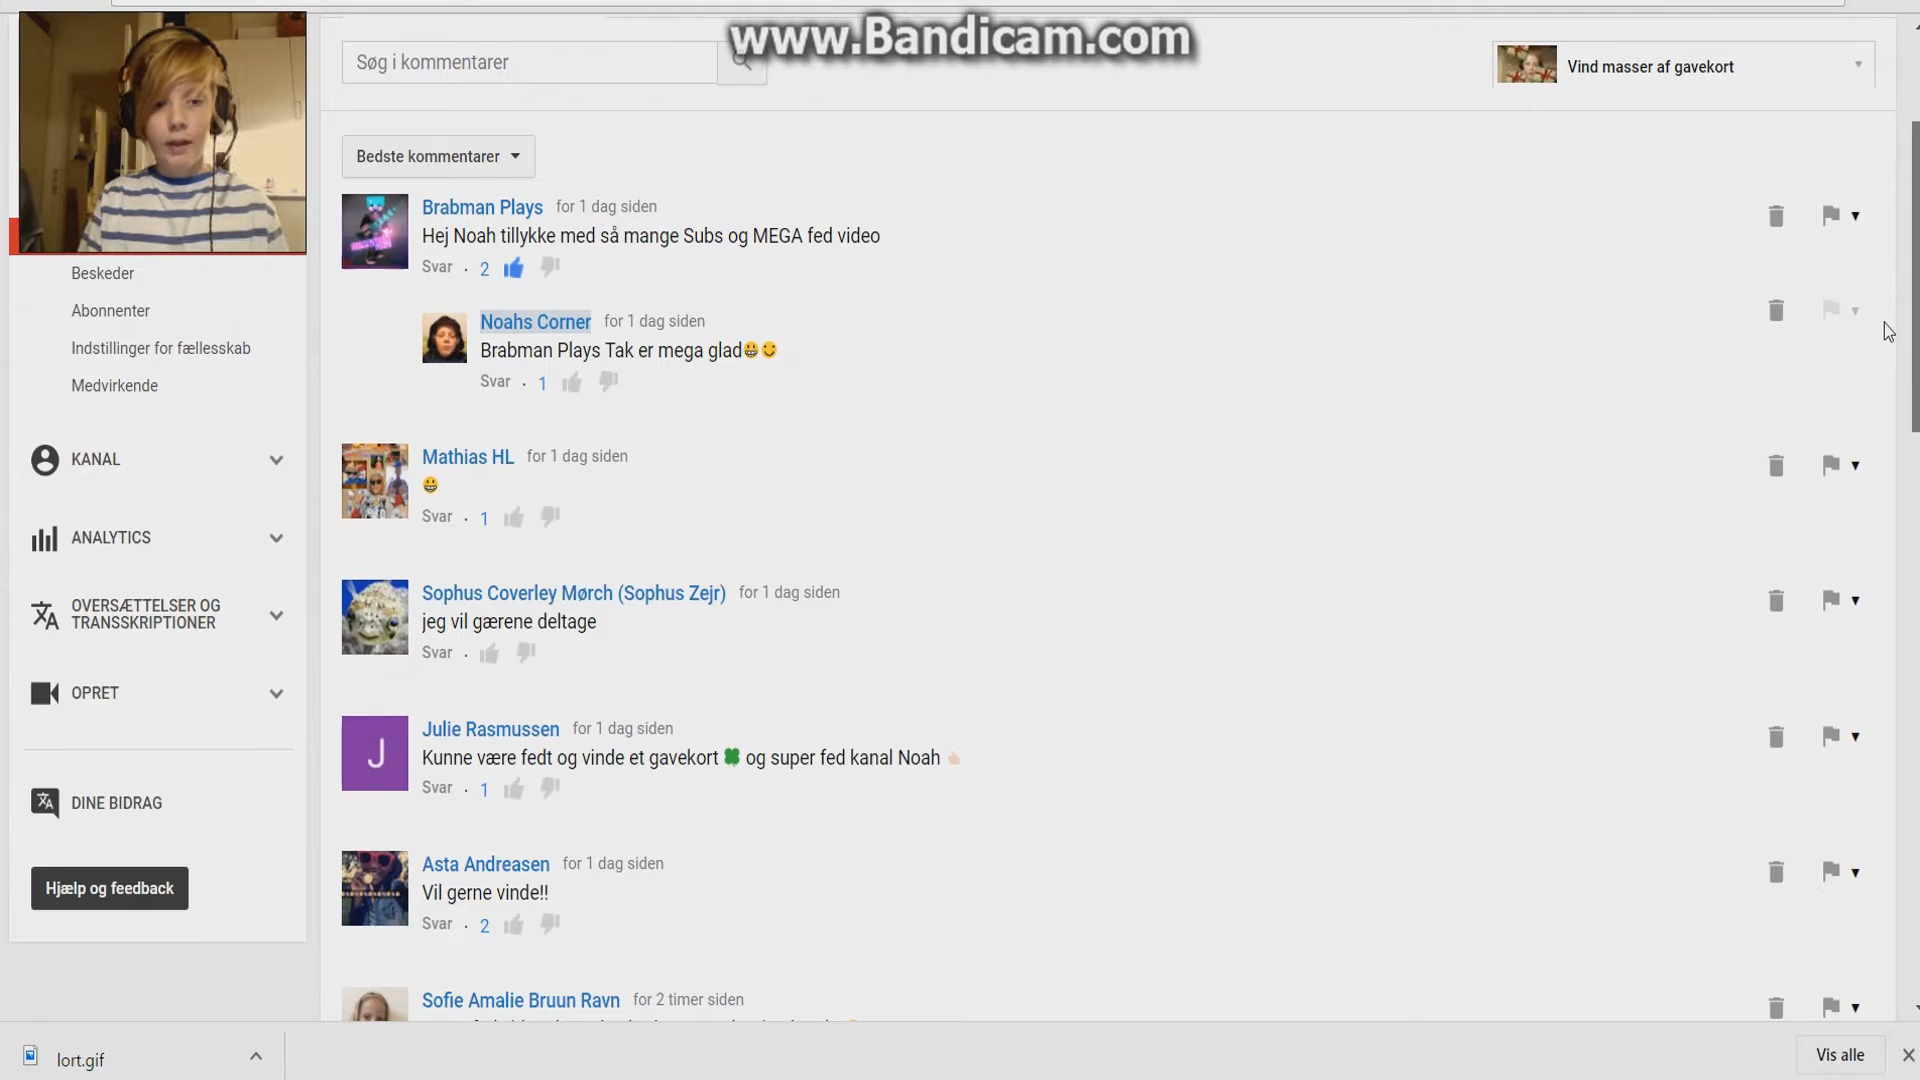 www.Bandicam.com
Søg i kommentarer
Vind masser af gavekort
Bedste kommentarer
Brabman Plays for 1 dag siden
Hej Noah tillykke med så mange Subs og MEGA fed video
Svar . 2
Noahs Corner for 1 dag siden
Brabman Plays Tak er mega glad😀😊
Svar . 1
Mathias HL for 1 dag siden
😀
Svar . 1
Sophus Coverley Mørch (Sophus Zejr) for 1 dag siden
jeg vil gærene deltage
Svar .
Julie Rasmussen for 1 dag siden
Kunne være fedt og vinde et gavekort 🍀 og super fed kanal Noah 👆🏻
Svar . 1
Asta Andreasen for 1 dag siden
Vil gerne vinde!!
Svar . 2
Sofie Amalie Bruun Ravn for 2 timer siden
Beskeder
Abonnenter
Indstillinger for fællesskab
Medvirkende
KANAL
ANALYTICS
OVERSÆTTELSER OG
TRANSSKRIPTIONER
OPRET
DINE BIDRAG
Hjælp og feedback
J
lort.gif
Vis alle